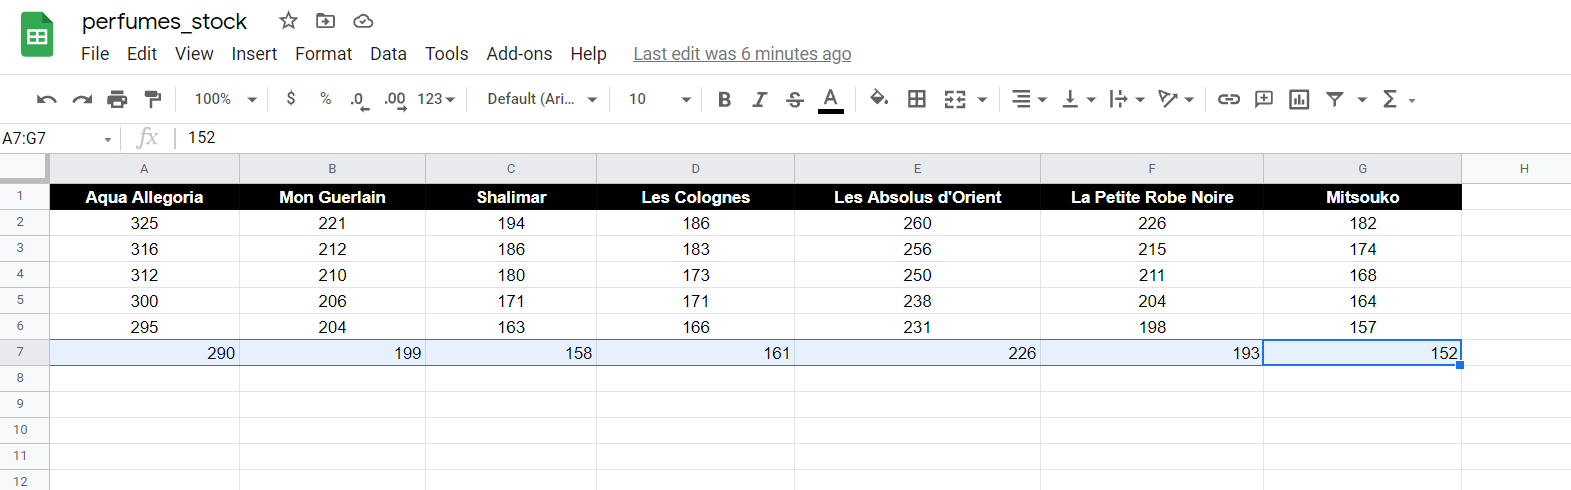 perfumes_stock
File Edit View Insert Format Data Tools Add-ons Help Last edit was 6 minutes ago
100% $ % .0 .00 123 Default (Ari... 10 B I S A Σ
A7:G7 fx 152
A B C D E F G H
1 Aqua Allegoria Mon Guerlain Shalimar Les Colognes Les Absolus d'Orient La Petite Robe Noire Mitsouko
2 325 221 194 186 260 226 182
3 316 212 186 183 256 215 174
4 312 210 180 173 250 211 168
5 300 206 171 171 238 204 164
6 295 204 163 166 231 198 157
7 290 199 158 161 226 193 152
8
9
10
11
12